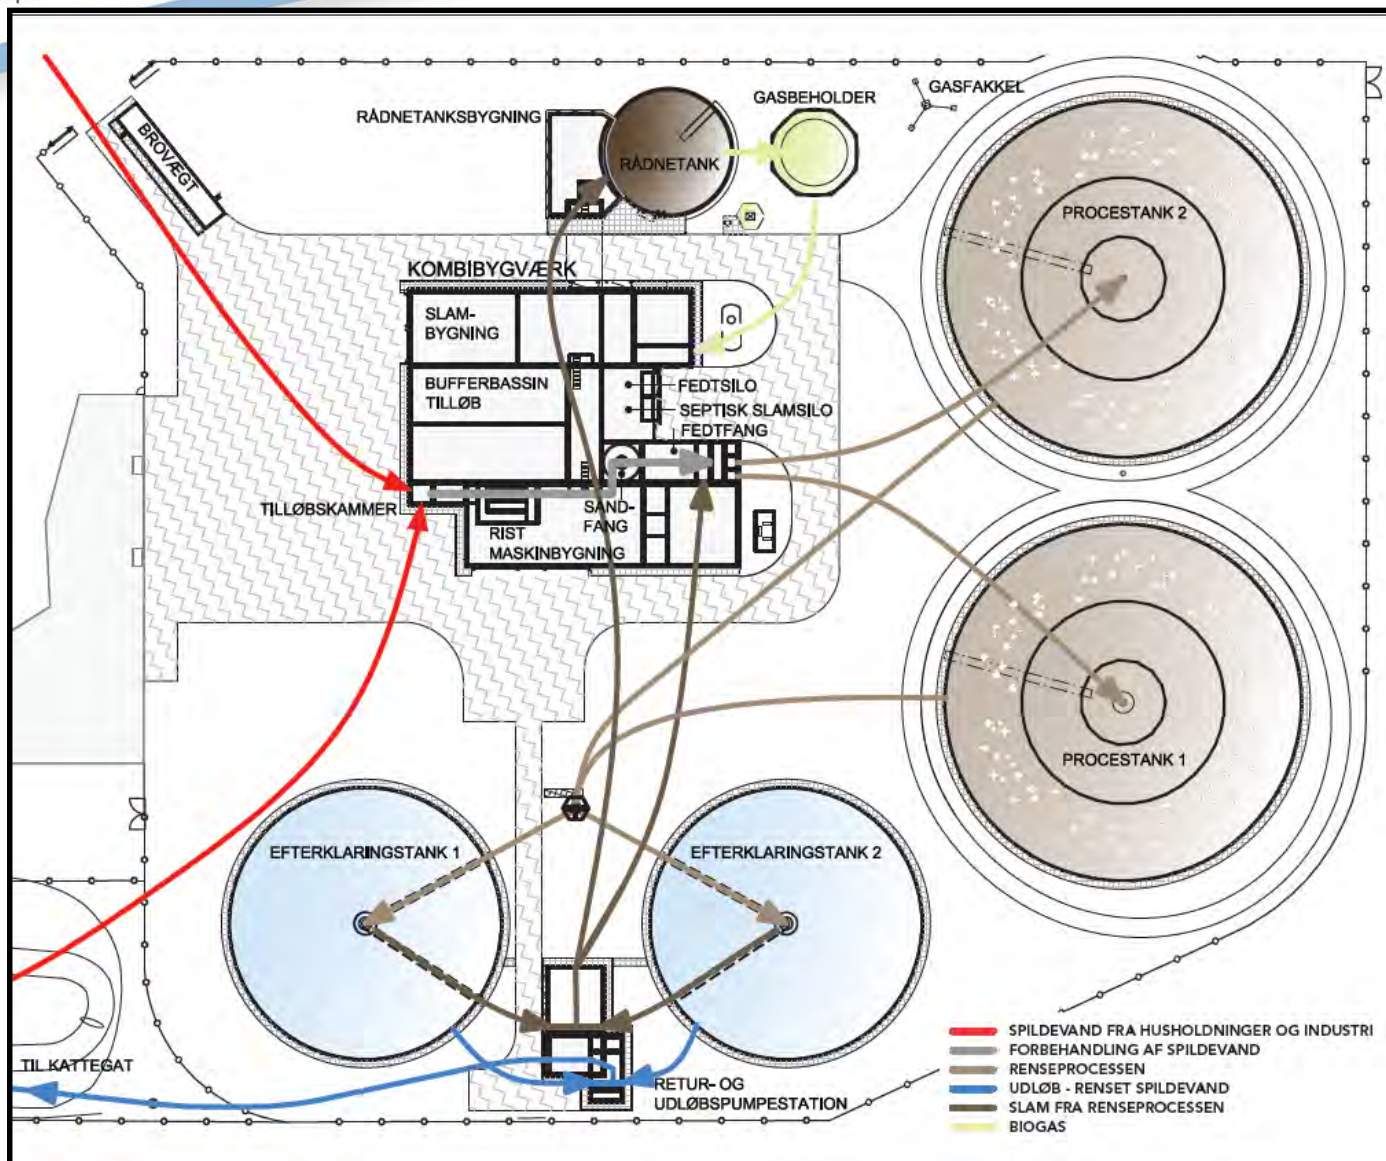 BROVÆGT
RÅDNETANKSBYGNING
RÅDNETANK
GASBEHOLDER
GASFAKKEL
PROCESTANK 2
KOMBIBYGVÆRK
SLAM-
BYGNING
BUFFERBASSIN
TILLØB
FEDTSILO
SEPTISK SLAMSILO
FEDTFANG
TILLØBSKAMMER
SAND-
FANG
RIST
MASKINBYGNING
PROCESTANK 1
EFTERKLARINGSTANK 1
EFTERKLARINGSTANK 2
TIL KATTEGAT
RETUR- OG
UDLØBSPUMPESTATION
SPILDEVAND FRA HUSHOLDNINGER OG INDUSTRI
FORBEHANDLING AF SPILDEVAND
RENSEPROCESSEN
UDLØB - RENSET SPILDEVAND
SLAM FRA RENSEPROCESSEN
BIOGAS